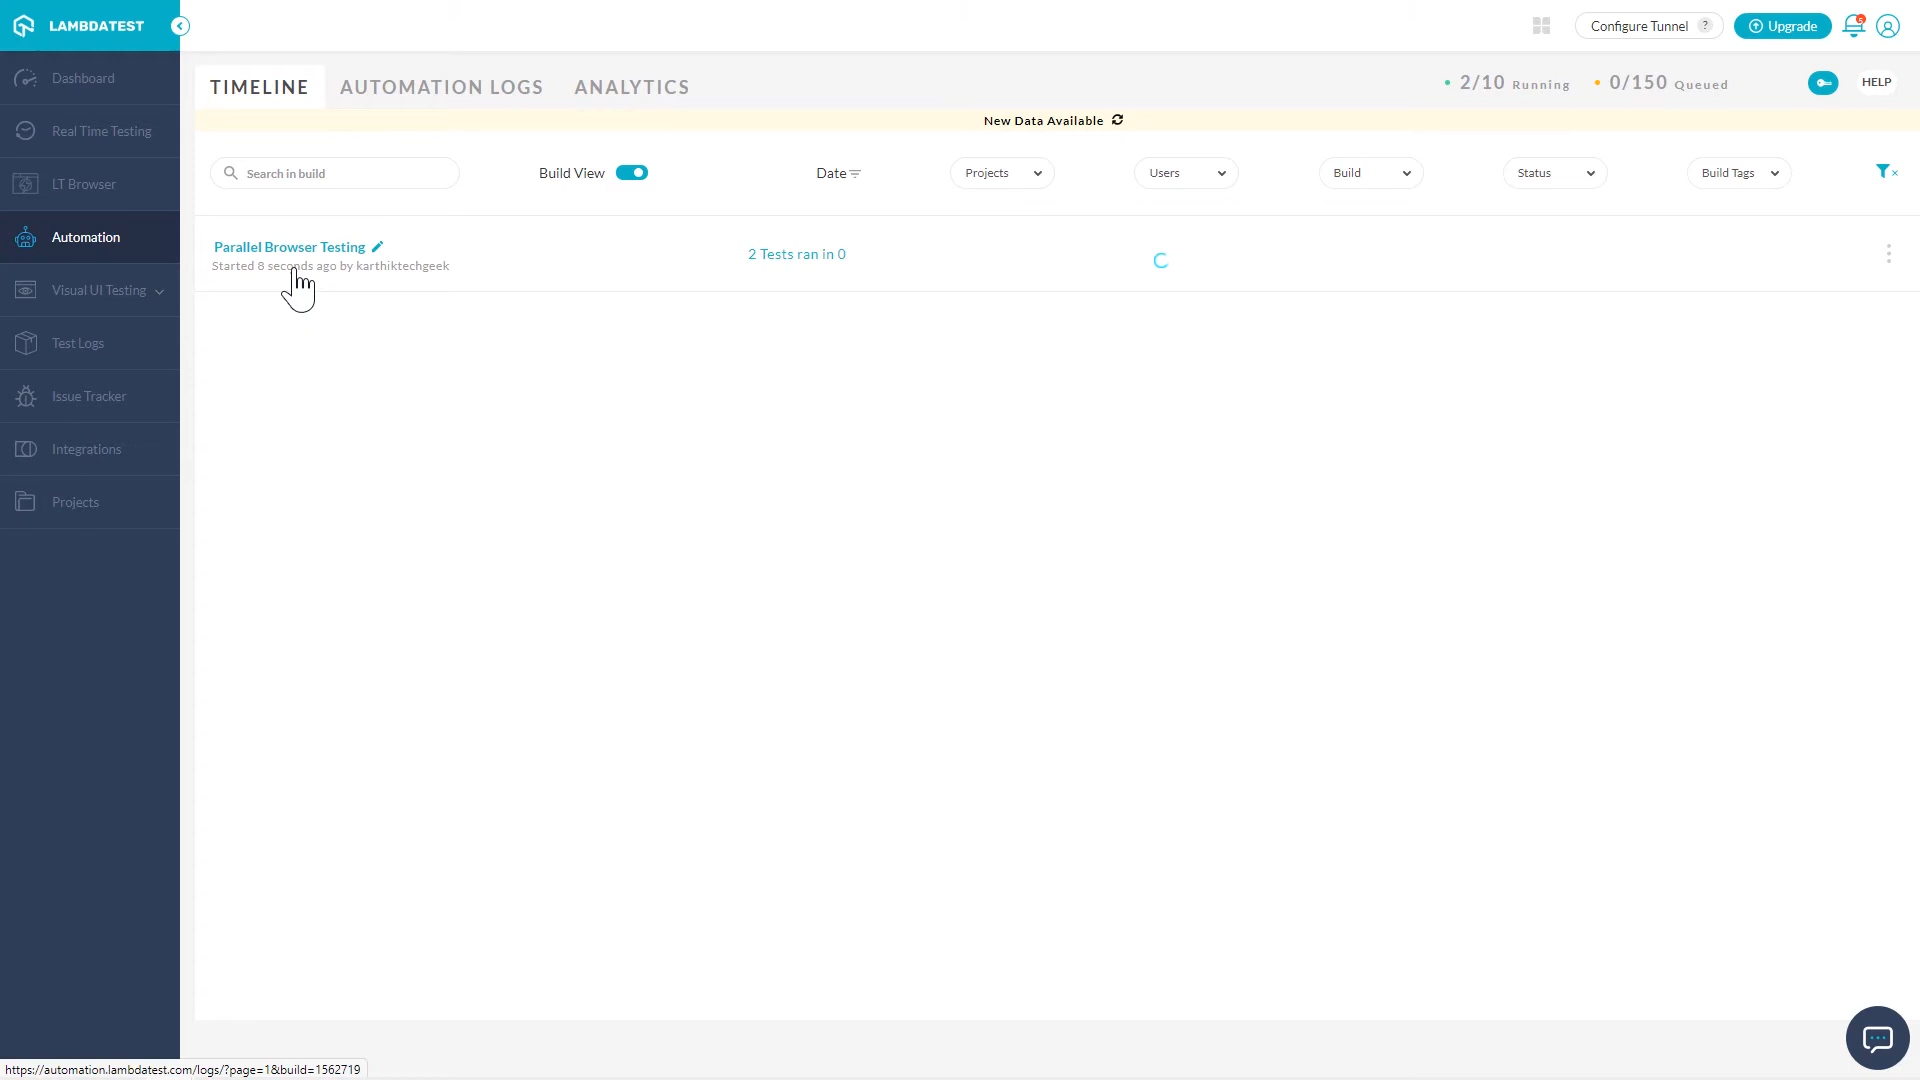 LAMBDATEST
Configure Tunnel ?
Upgrade
6
Dashboard
Real Time Testing
LT Browser
Automation
Visual UI Testing
Test Logs
Issue Tracker
Integrations
Projects
TIMELINE
AUTOMATION LOGS
ANALYTICS
2/10 Running
0/150 Queued
HELP
New Data Available
Search in build
Build View
Date
Projects
Users
Build
Status
Build Tags
Parallel Browser Testing
Started 8 seconds ago by karthiktechgeek
2 Tests ran in 0
https://automation.lambdatest.com/logs/?page=1&build=1562719